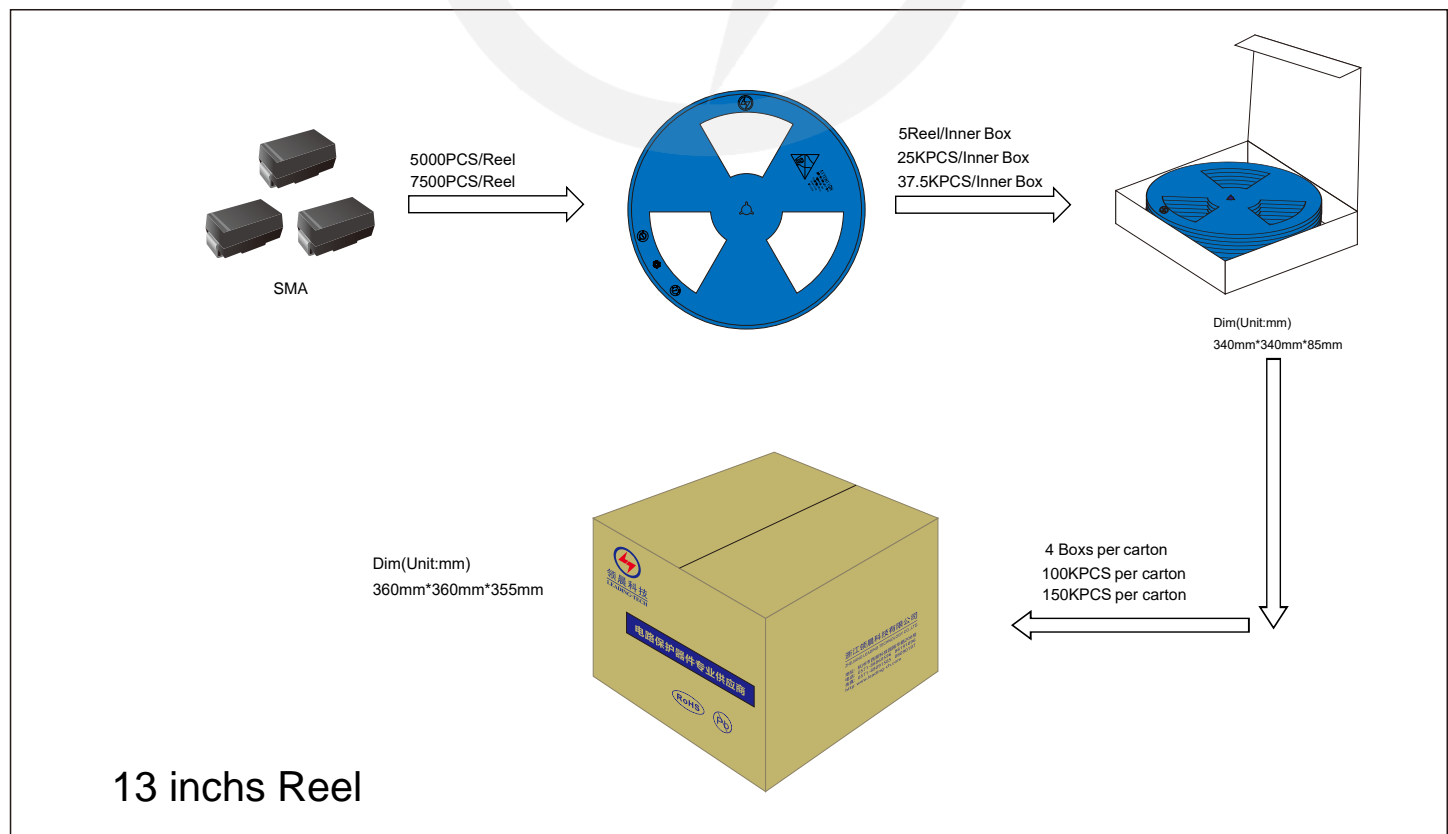 5000PCS/Reel
7500PCS/Reel
SMA
5Reel/Inner Box
25KPCS/Inner Box
37.5KPCS/Inner Box
Dim(Unit:mm)
340mm*340mm*85mm
4 Boxs per carton
100KPCS per carton
150KPCS per carton
Dim(Unit:mm)
360mm*360mm*355mm
领晨科技
LEADING-TECH
电路保护器件专业供应商
RoHS
Pb
浙江领晨科技有限公司
13 inchs Reel